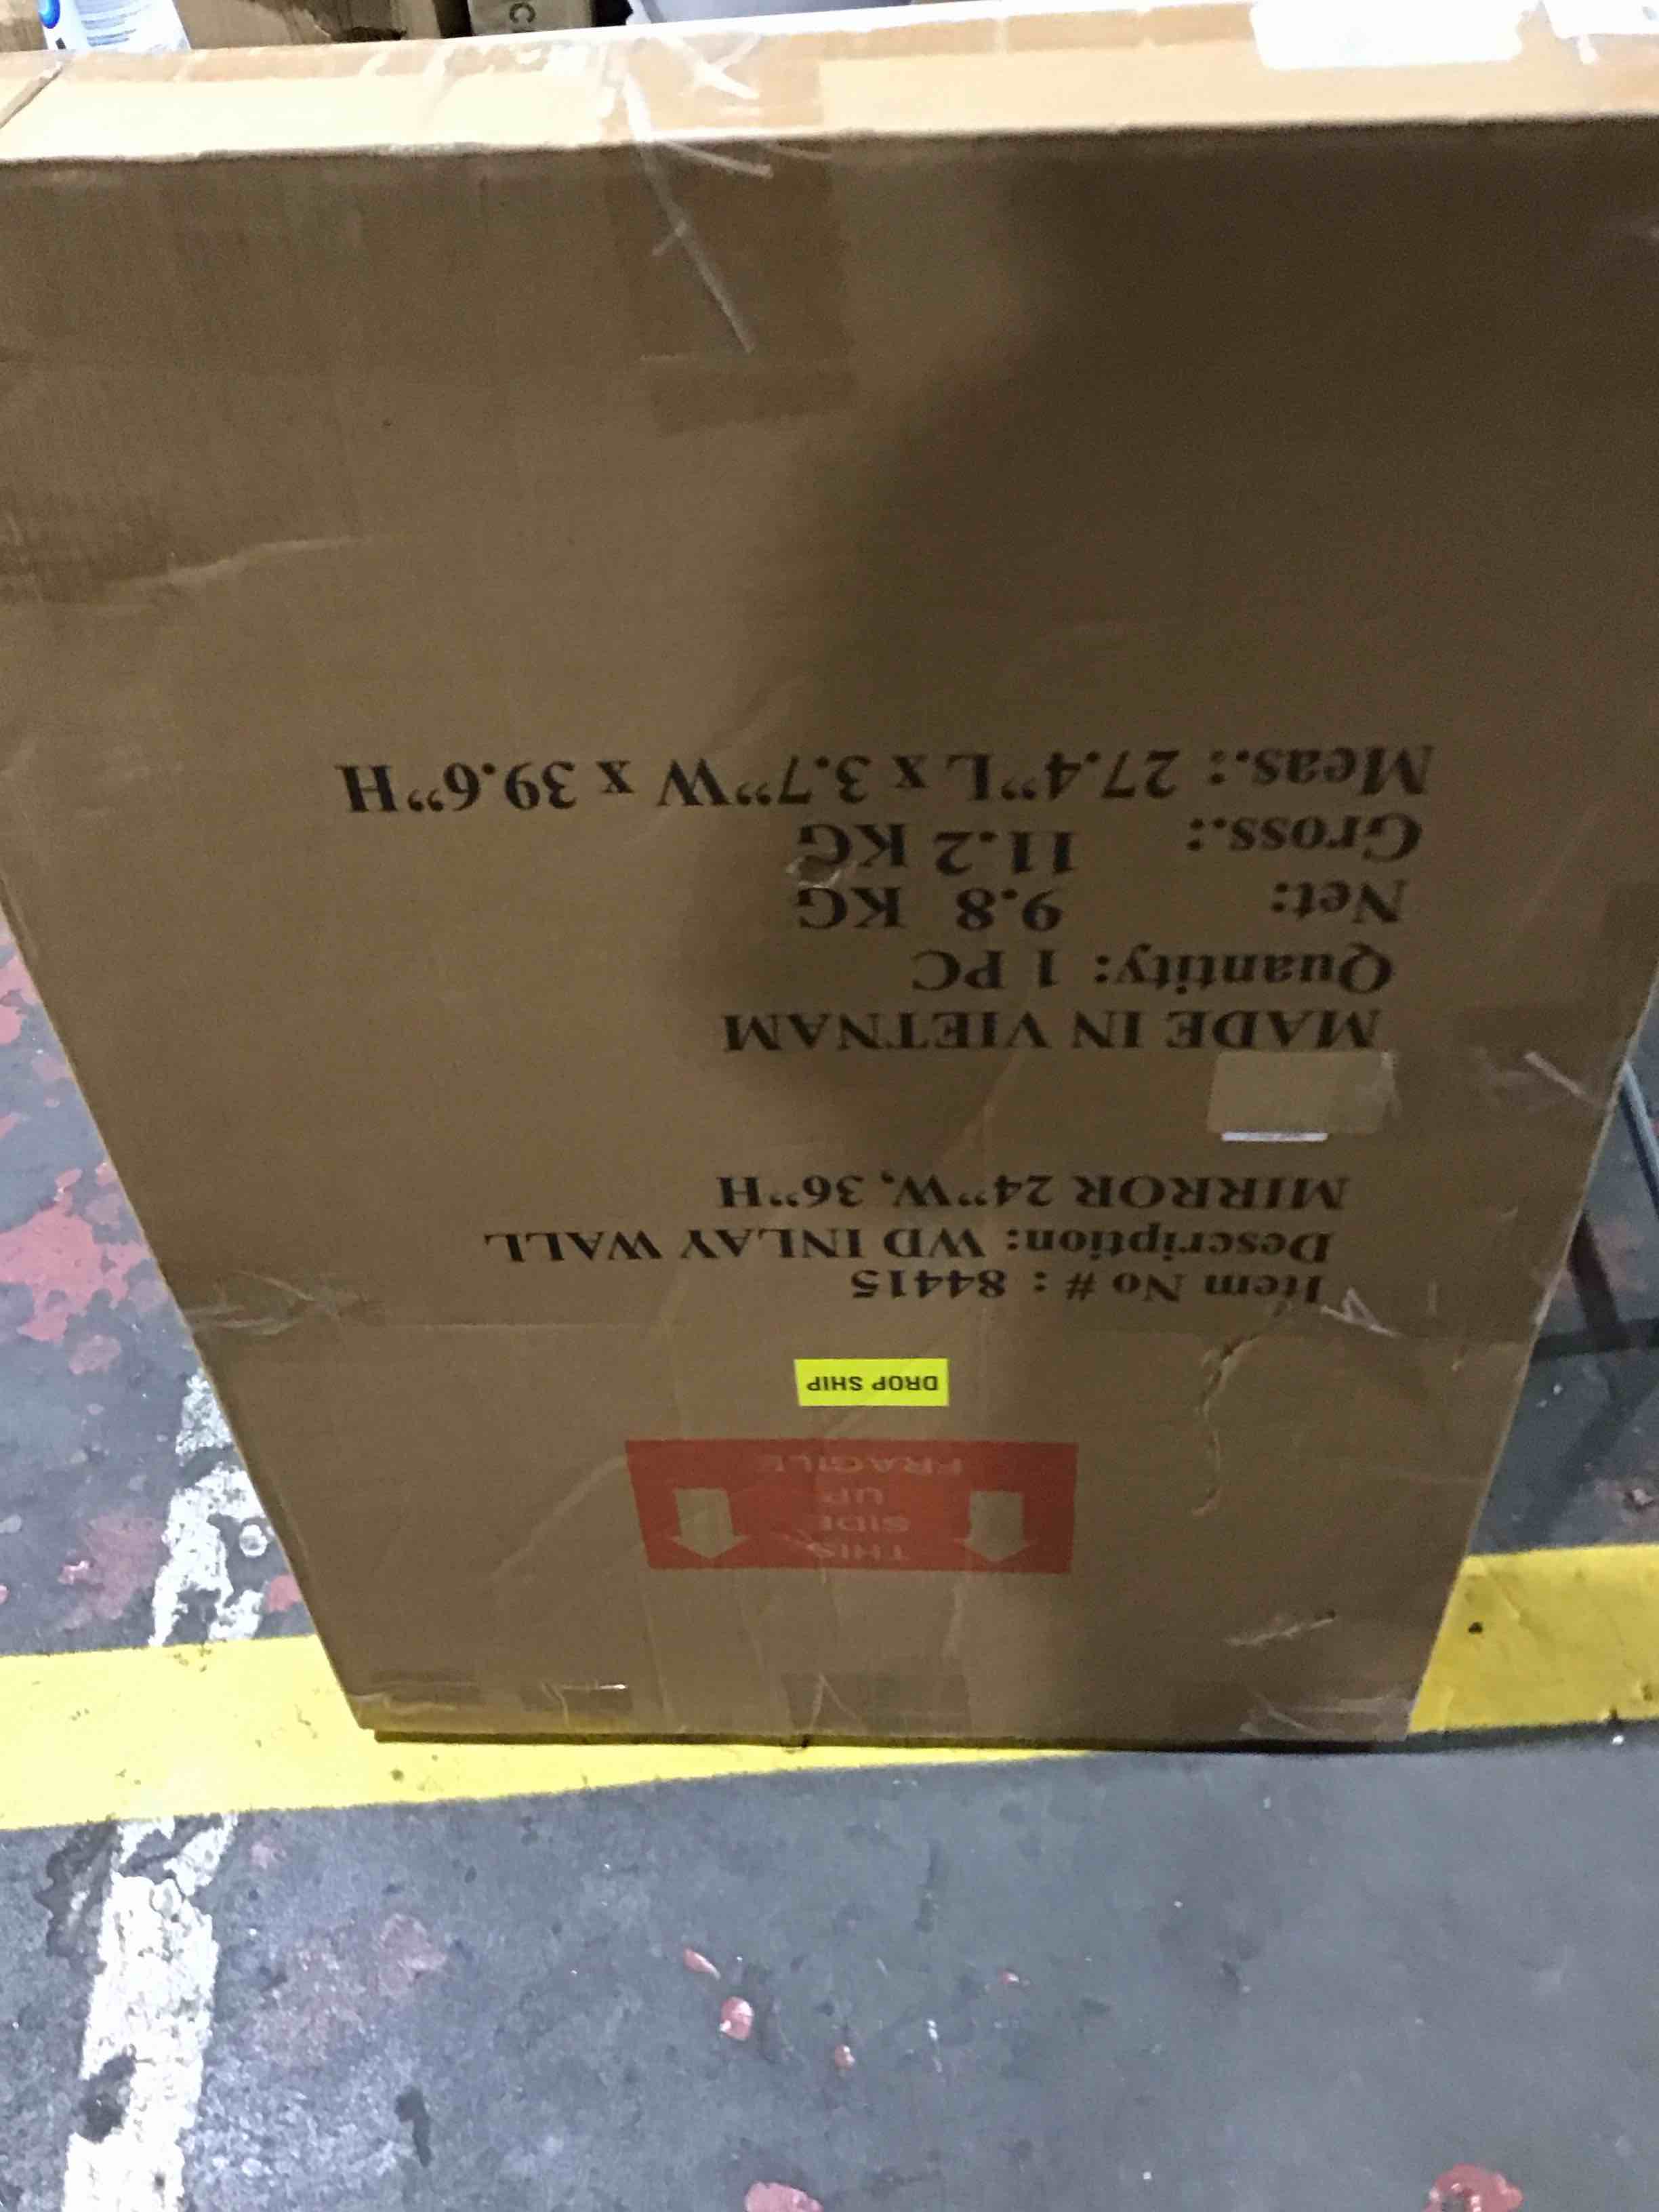 THIS
SIDE
UP
FRAGILE
DROP SHIP
Item No # : 84415
Description: WD INLAY WALL
MIRROR 24”W, 36“H
MADE IN VIETNAM
Quantity: 1 PC
Net: 9.8 KG
Gross.: 11.2 KG
Meas.: 27.4”L x 3.7”W x 39.6”H